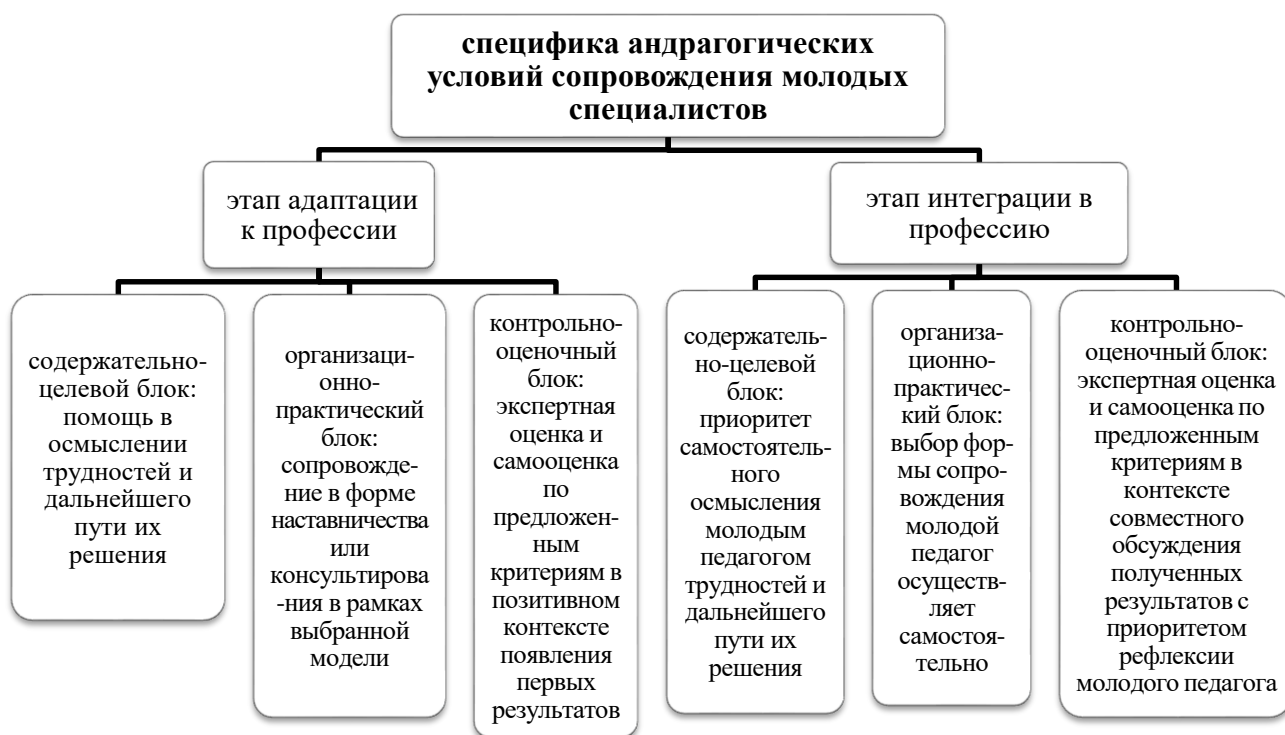 специфика андрагогических
условий сопровождения молодых
специалистов
этап адаптации
к профессии
этап интеграции в
профессию
содержательно-
целевой блок:
помощь в
осмыслении
трудностей и
дальнейшего
пути их
решения
организаци-
онно-
практический
блок:
сопровожде-
ние в форме
наставничества
или
консультирова
-ния в рамках
выбранной
модели
контрольно-
оценочный
блок:
экспертная
оценка и
самооценка
по
предложен-
ным
критериям в
позитивном
контексте
появления
первых
результатов
содержатель-
но-целевой
блок:
приоритет
самостоятель-
ного
осмысления
молодым
педагогом
трудностей и
дальнейшего
пути их
решения
организа-
ционно-
практичес-
кий блок:
выбор фор-
мы сопро-
вождения
молодой
педагог
осуществ-
ляет
самостоя-
тельно
контрольно-
оценочный блок:
экспертная оценка
и самооценка по
предложенным
критериям в
контексте
совместного
обсуждения
полученных
результатов с
приоритетом
рефлексии
молодого педагога